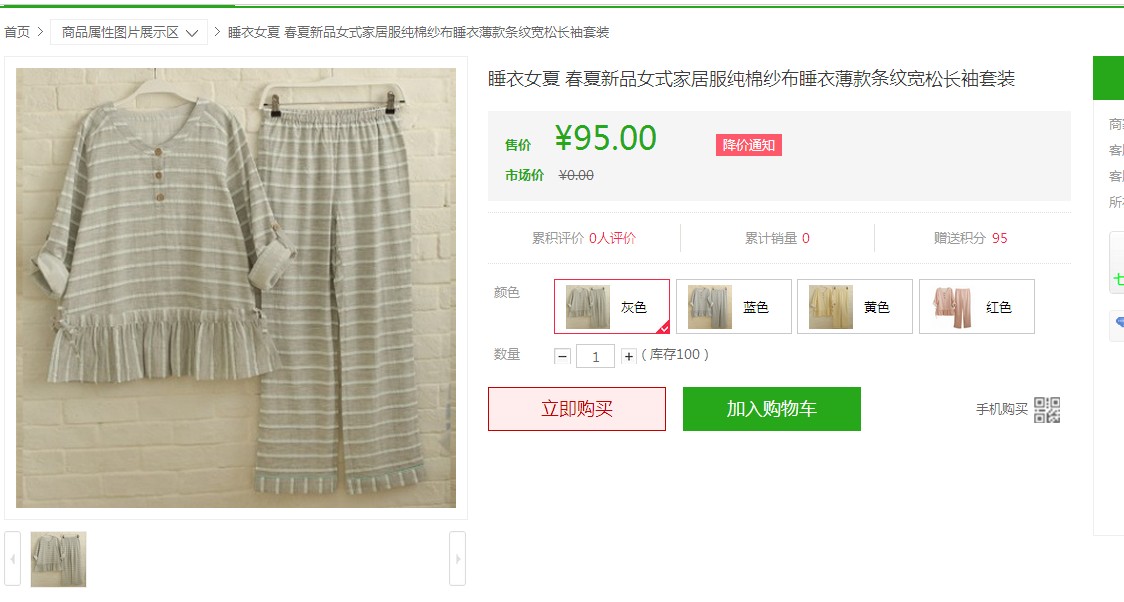 首页 > 商品属性图片展示区 > 睡衣女夏 春夏新品女式家居服纯棉纱布睡衣薄款条纹宽松长袖套装
睡衣女夏 春夏新品女式家居服纯棉纱布睡衣薄款条纹宽松长袖套装
售价 ¥95.00 降价通知
市场价 ¥0.00
累积评价 0人评价 累计销量 0 赠送积分 95
颜色 灰色 蓝色 黄色 红色
数量 − 1 + ( 库存100 )
立即购买 加入购物车 手机购买
客
客
所
七